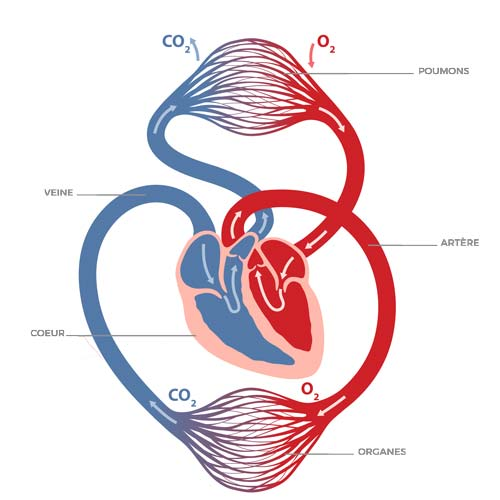 CO₂
O₂
POUMONS
VEINE
ARTÈRE
COEUR
CO₂
O₂
ORGANES